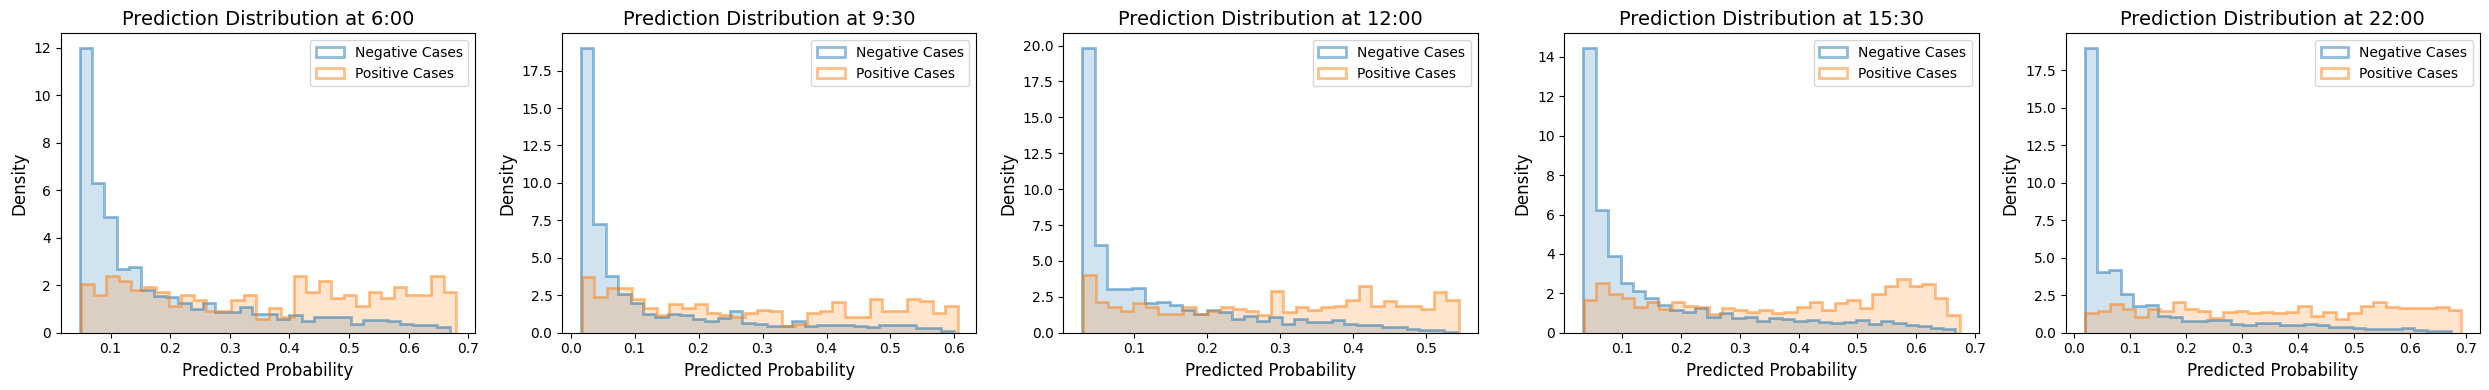 Prediction Distribution at 6:00
Negative Cases
Positive Cases
12
10
8
6
4
2
0
Density
0.1 0.2 0.3 0.4 0.5 0.6 0.7
Predicted Probability
Prediction Distribution at 9:30
Negative Cases
Positive Cases
17.5
15.0
12.5
10.0
7.5
5.0
2.5
0.0
Density
0.0 0.1 0.2 0.3 0.4 0.5 0.6
Predicted Probability
Prediction Distribution at 12:00
Negative Cases
Positive Cases
20.0
17.5
15.0
12.5
10.0
7.5
5.0
2.5
0.0
Density
0.1 0.2 0.3 0.4 0.5
Predicted Probability
Prediction Distribution at 15:30
Negative Cases
Positive Cases
14
12
10
8
6
4
2
0
Density
0.1 0.2 0.3 0.4 0.5 0.6 0.7
Predicted Probability
Prediction Distribution at 22:00
Negative Cases
Positive Cases
17.5
15.0
12.5
10.0
7.5
5.0
2.5
0.0
Density
0.0 0.1 0.2 0.3 0.4 0.5 0.6 0.7
Predicted Probability